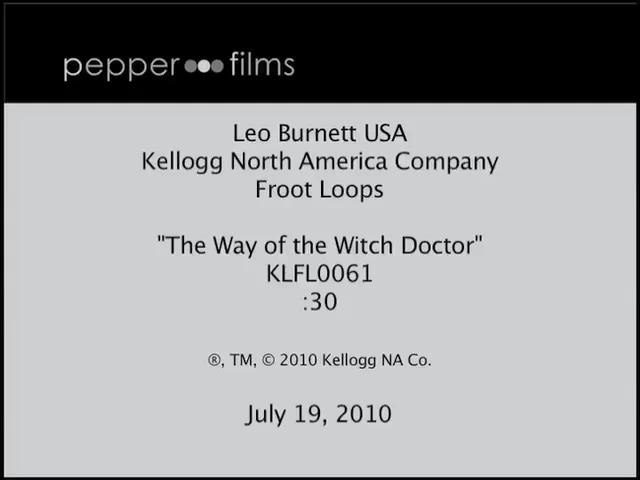 pepper films
Leo Burnett USA
Kellogg North America Company
Froot Loops
"The Way of the Witch Doctor"
KLFL0061
:30
®, TM, © 2010 Kellogg NA Co.
July 19, 2010